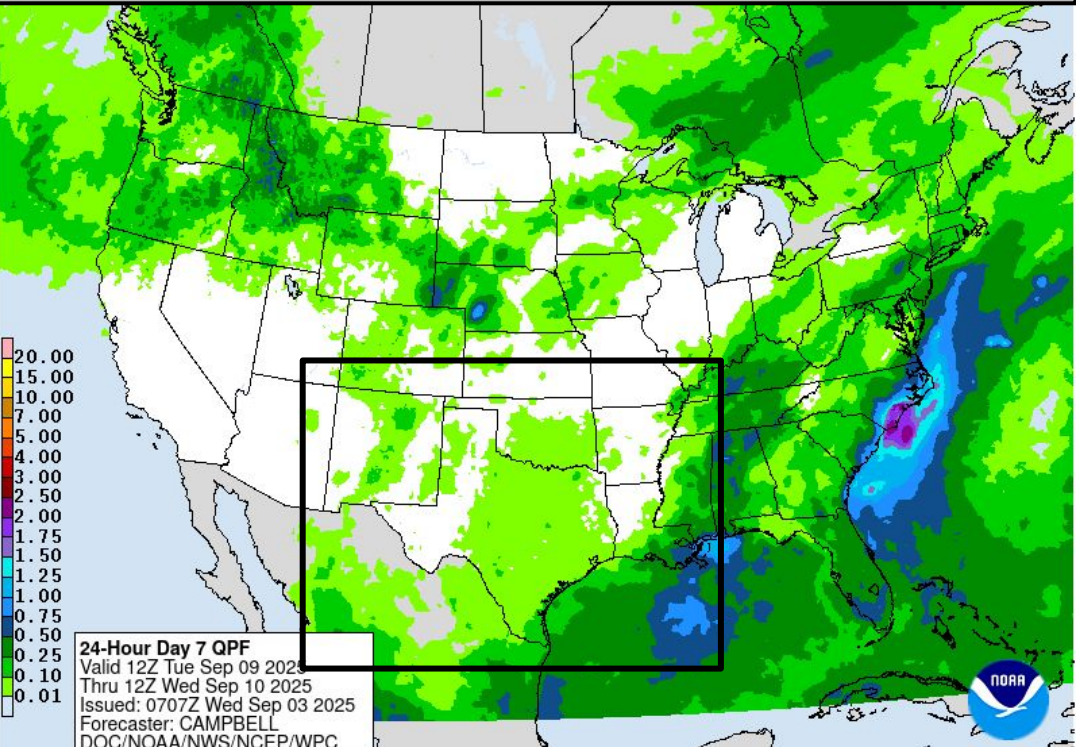 20.00
15.00
10.00
7.00
5.00
4.00
3.00
2.50
2.00
1.75
1.50
1.25
1.00
0.75
0.50
0.25
0.10
0.01
24-Hour Day 7 QPF
Valid 12Z Tue Sep 09 2025
Thru 12Z Wed Sep 10 2025
Issued: 0707Z Wed Sep 03 2025
Forecaster: CAMPBELL
DOC/NOAA/NWS/NCEP/WPC
NOAA